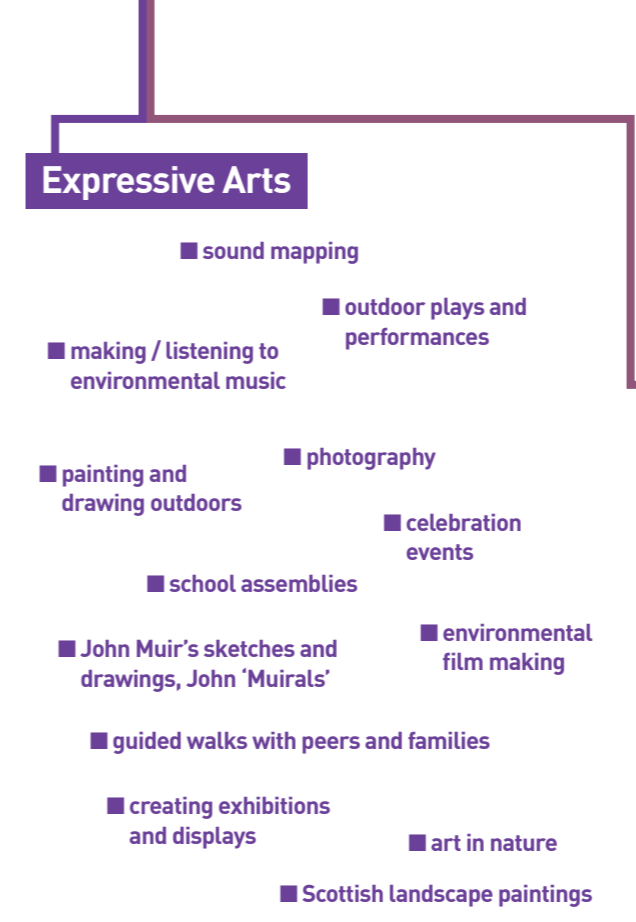 Expressive Arts
■ sound mapping
■ outdoor plays and
performances
■ making / listening to
environmental music
■ photography
■ painting and
drawing outdoors
■ celebration
events
■ school assemblies
■ environmental
film making
■ John Muir’s sketches and
drawings, John ‘Muirals’
■ guided walks with peers and families
■ creating exhibitions
and displays
■ art in nature
■ Scottish landscape paintings